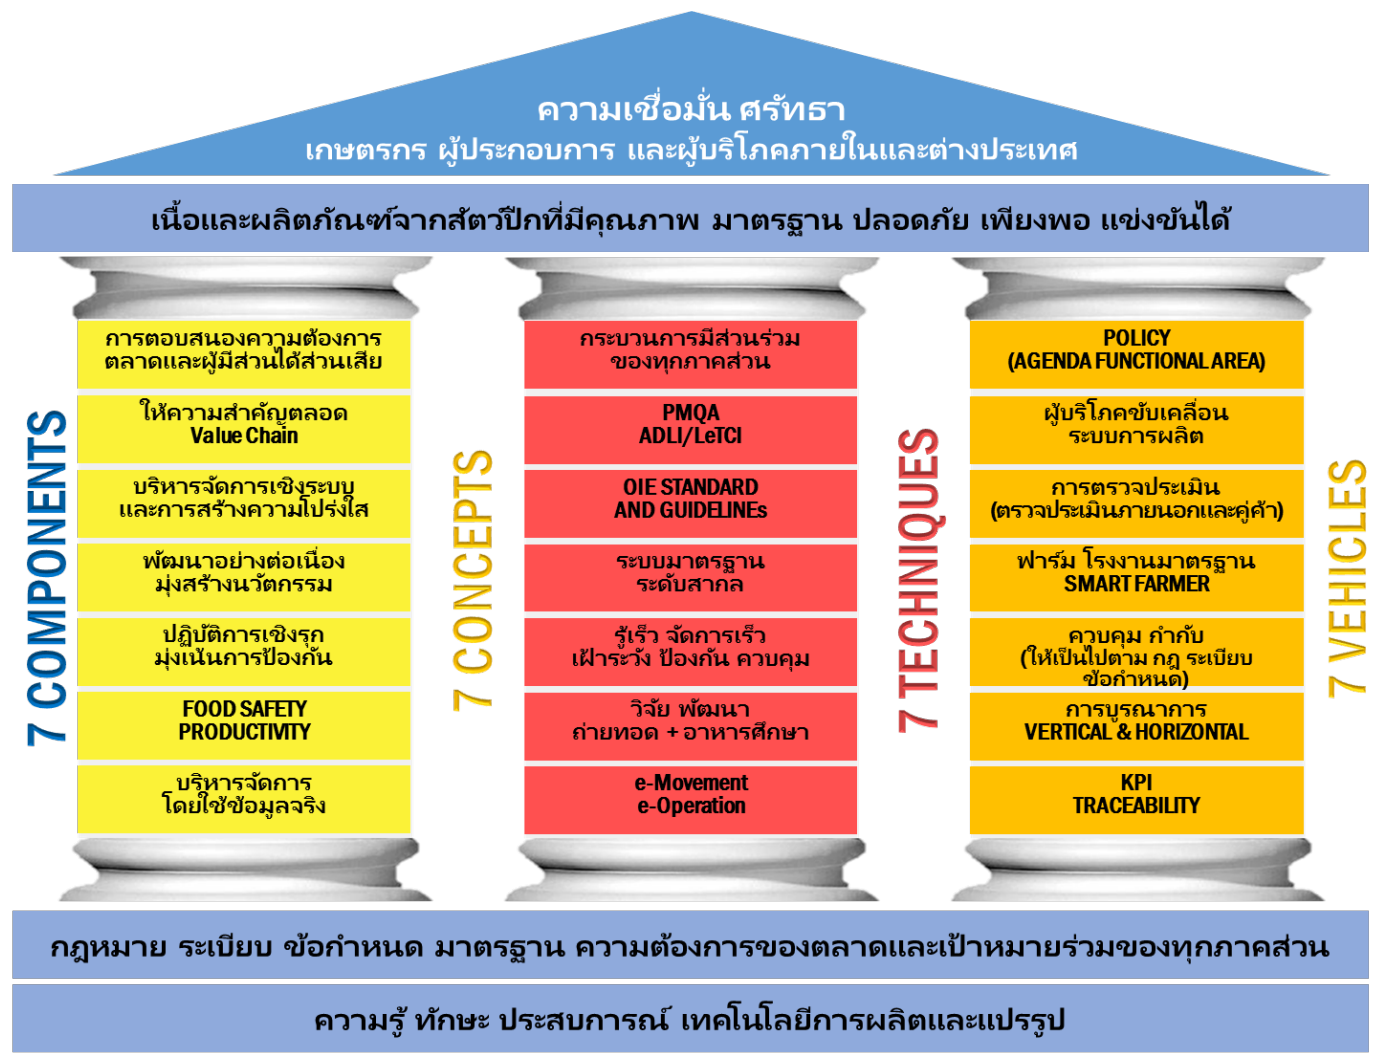 ความเชื่อมั่น ศรัทธา
เกษตรกร ผู้ประกอบการ และผู้บริโภคภายในและต่างประเทศ
เนื้อและผลิตภัณฑ์จากสัตว์ปีกที่มีคุณภาพ มาตรฐาน ปลอดภัย เพียงพอ แข่งขันได้
7 COMPONENTS
การตอบสนองความต้องการ
ตลาดและผู้มีส่วนได้ส่วนเสีย
ให้ความสำคัญตลอด
Value Chain
บริหารจัดการเชิงระบบ
และการสร้างความโปร่งใส
พัฒนาอย่างต่อเนื่อง
มุ่งสร้างนวัตกรรม
ปฏิบัติการเชิงรุก
มุ่งเน้นการป้องกัน
FOOD SAFETY
PRODUCTIVITY
บริหารจัดการ
โดยใช้ข้อมูลจริง
7 CONCEPTS
กระบวนการมีส่วนร่วม
ของทุกภาคส่วน
PMQA
ADLI/LeTCI
OIE STANDARD
AND GUIDELINEs
ระบบมาตรฐาน
ระดับสากล
รู้เร็ว จัดการเร็ว
เฝ้าระวัง ป้องกัน ควบคุม
วิจัย พัฒนา
ถ่ายทอด + อาหารศึกษา
e-Movement
e-Operation
7 TECHNIQUES
POLICY
(AGENDA FUNCTIONAL AREA)
ผู้บริโภคขับเคลื่อน
ระบบการผลิต
การตรวจประเมิน
(ตรวจประเมินภายนอกและคู่ค้า)
ฟาร์ม โรงงานมาตรฐาน
SMART FARMER
ควบคุม กำกับ
(ให้เป็นไปตาม กฎ ระเบียบ
ข้อกำหนด)
การบูรณาการ
VERTICAL & HORIZONTAL
KPI
TRACEABILITY
7 VEHICLES
กฎหมาย ระเบียบ ข้อกำหนด มาตรฐาน ความต้องการของตลาดและเป้าหมายร่วมของทุกภาคส่วน
ความรู้ ทักษะ ประสบการณ์ เทคโนโลยีการผลิตและแปรรูป